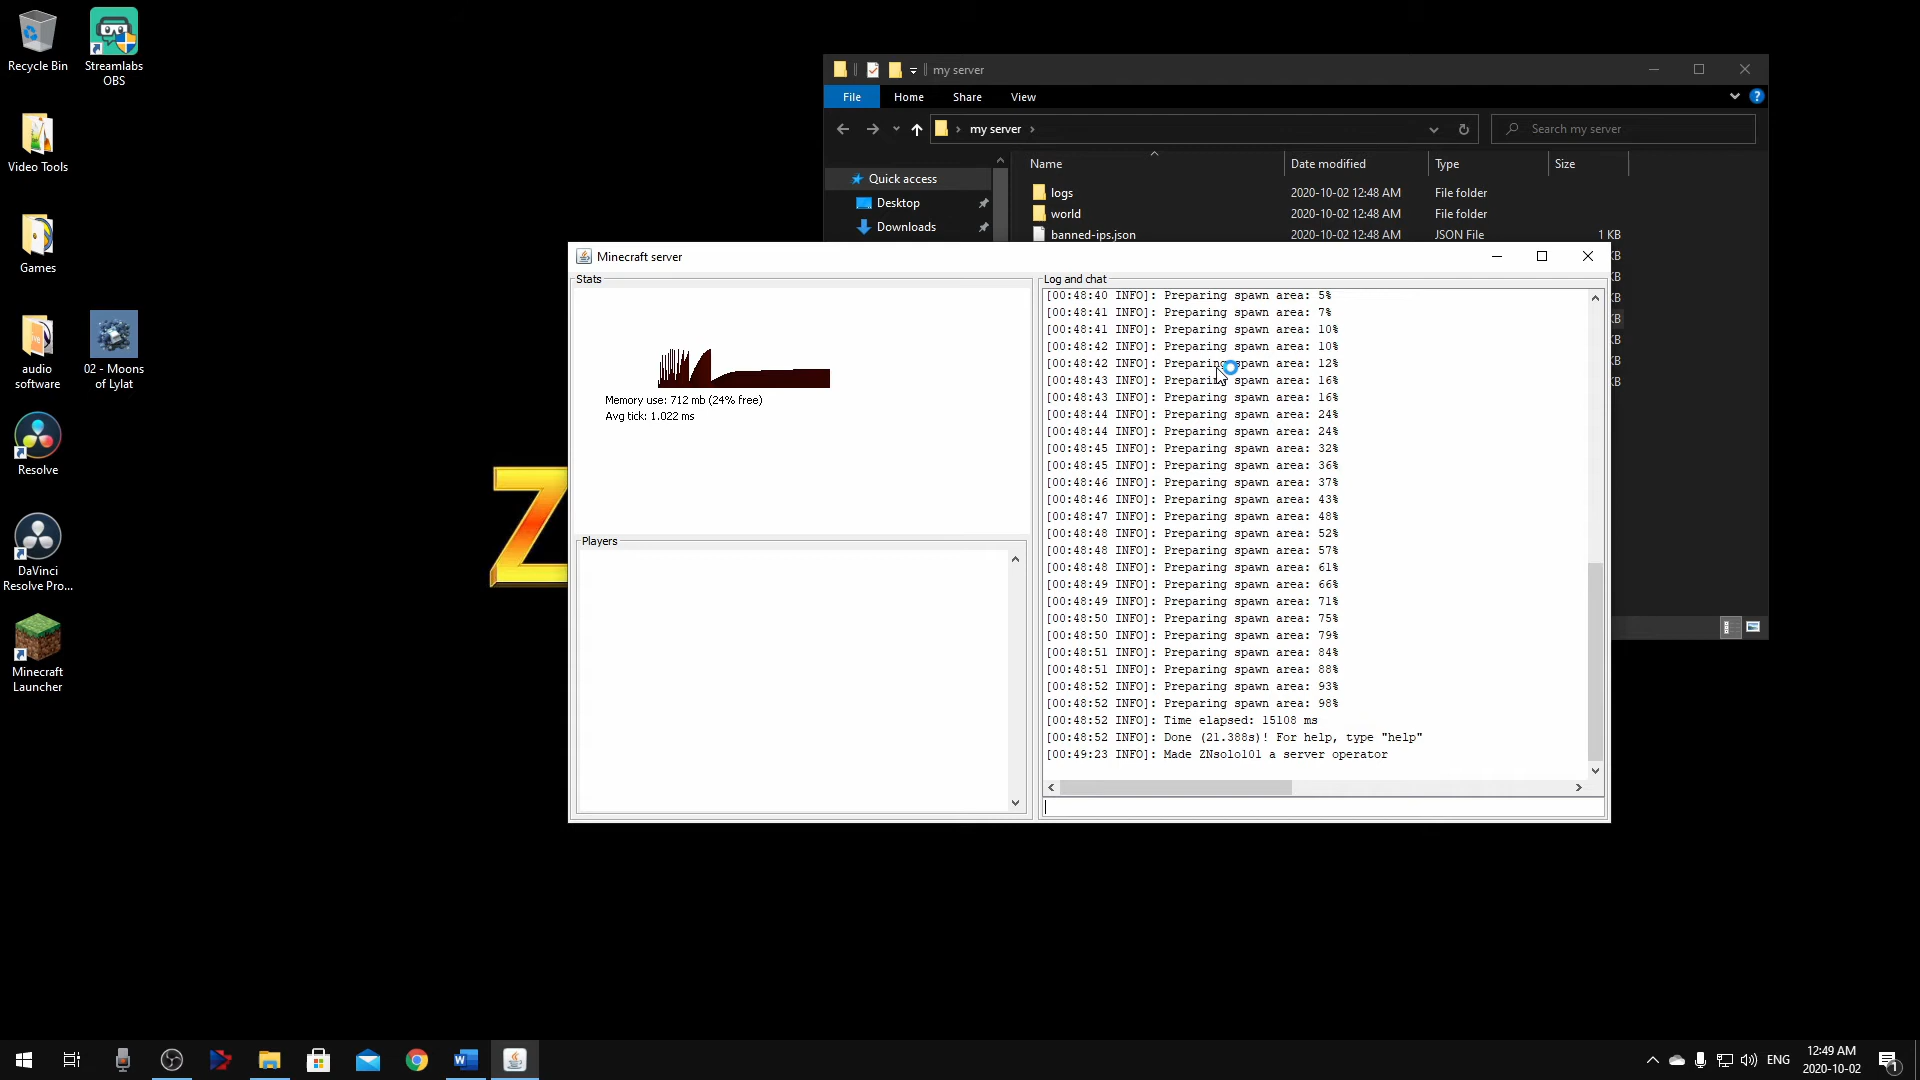 Recycle Bin
Streamlabs
OBS
Video Tools
Games
audio
software
02 - Moons
of Lylat
Resolve
DaVinci
Resolve Pro...
Minecraft
Launcher
Z
my server
File
Home
Share
View
my server
Search my server
Name
Date modified
Type
Size
Quick access
Desktop
Downloads
logs
2020-10-02 12:48 AM
File folder
world
2020-10-02 12:48 AM
File folder
banned-ips.json
2020-10-02 12:48 AM
JSON File
1 KB
KB
KB
KB
KB
KB
KB
KB
Minecraft server
Stats
Memory use: 712 mb (24% free)
Avg tick: 1.022 ms
Players
Log and chat
[00:48:40 INFO]: Preparing spawn area: 5%
[00:48:41 INFO]: Preparing spawn area: 7%
[00:48:41 INFO]: Preparing spawn area: 10%
[00:48:42 INFO]: Preparing spawn area: 10%
[00:48:42 INFO]: Preparing spawn area: 12%
[00:48:43 INFO]: Preparing spawn area: 16%
[00:48:43 INFO]: Preparing spawn area: 16%
[00:48:44 INFO]: Preparing spawn area: 24%
[00:48:44 INFO]: Preparing spawn area: 24%
[00:48:45 INFO]: Preparing spawn area: 32%
[00:48:45 INFO]: Preparing spawn area: 36%
[00:48:46 INFO]: Preparing spawn area: 37%
[00:48:46 INFO]: Preparing spawn area: 43%
[00:48:47 INFO]: Preparing spawn area: 48%
[00:48:48 INFO]: Preparing spawn area: 52%
[00:48:48 INFO]: Preparing spawn area: 57%
[00:48:48 INFO]: Preparing spawn area: 61%
[00:48:49 INFO]: Preparing spawn area: 66%
[00:48:49 INFO]: Preparing spawn area: 71%
[00:48:50 INFO]: Preparing spawn area: 75%
[00:48:50 INFO]: Preparing spawn area: 79%
[00:48:51 INFO]: Preparing spawn area: 84%
[00:48:51 INFO]: Preparing spawn area: 88%
[00:48:52 INFO]: Preparing spawn area: 93%
[00:48:52 INFO]: Preparing spawn area: 98%
[00:48:52 INFO]: Time elapsed: 15108 ms
[00:48:52 INFO]: Done (21.388s)! For help, type "help"
[00:49:23 INFO]: Made ZNsolo101 a server operator
ENG
12:49 AM
2020-10-02
1